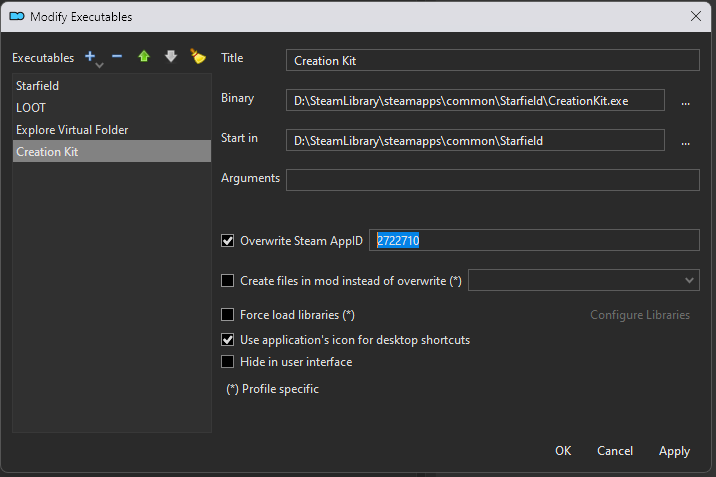 Modify Executables
Executables
Starfield
LOOT
Explore Virtual Folder
Creation Kit
Title Creation Kit
Binary D:\SteamLibrary\steamapps\common\Starfield\CreationKit.exe ...
Start in D:\SteamLibrary\steamapps\common\Starfield ...
Arguments
Overwrite Steam AppID 2722710
Create files in mod instead of overwrite (*)
Force load libraries (*) Configure Libraries
Use application's icon for desktop shortcuts
Hide in user interface
(*) Profile specific
OK Cancel Apply